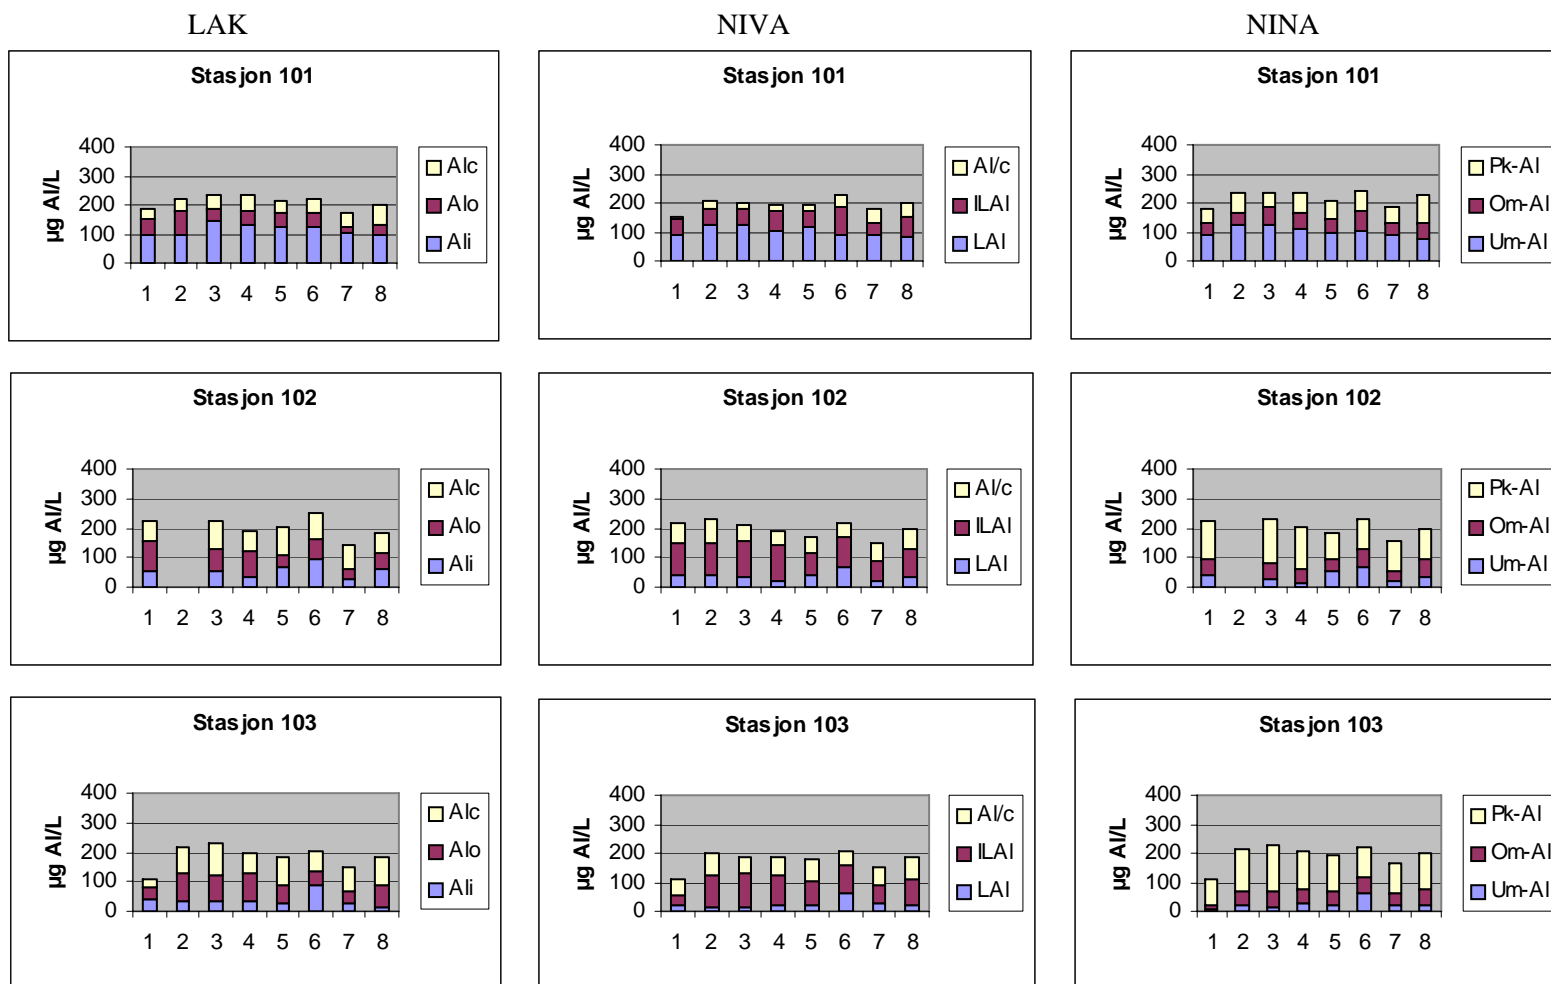 LAK
NIVA
NINA
Stasjon 101
µg Al/L
400
300
200
100
0
1 2 3 4 5 6 7 8
Alc
Alo
Ali
Stasjon 101
µg Al/L
400
300
200
100
0
1 2 3 4 5 6 7 8
Al/c
ILAl
LAl
Stasjon 101
µg Al/L
400
300
200
100
0
1 2 3 4 5 6 7 8
Pk-Al
Om-Al
Um-Al
Stasjon 102
µg Al/L
400
300
200
100
0
1 2 3 4 5 6 7 8
Alc
Alo
Ali
Stasjon 102
µg Al/L
400
300
200
100
0
1 2 3 4 5 6 7 8
Al/c
ILAl
LAl
Stasjon 102
µg Al/L
400
300
200
100
0
1 2 3 4 5 6 7 8
Pk-Al
Om-Al
Um-Al
Stasjon 103
µg Al/L
400
300
200
100
0
1 2 3 4 5 6 7 8
Alc
Alo
Ali
Stasjon 103
µg Al/L
400
300
200
100
0
1 2 3 4 5 6 7 8
Al/c
ILAl
LAl
Stasjon 103
µg Al/L
400
300
200
100
0
1 2 3 4 5 6 7 8
Pk-Al
Om-Al
Um-Al